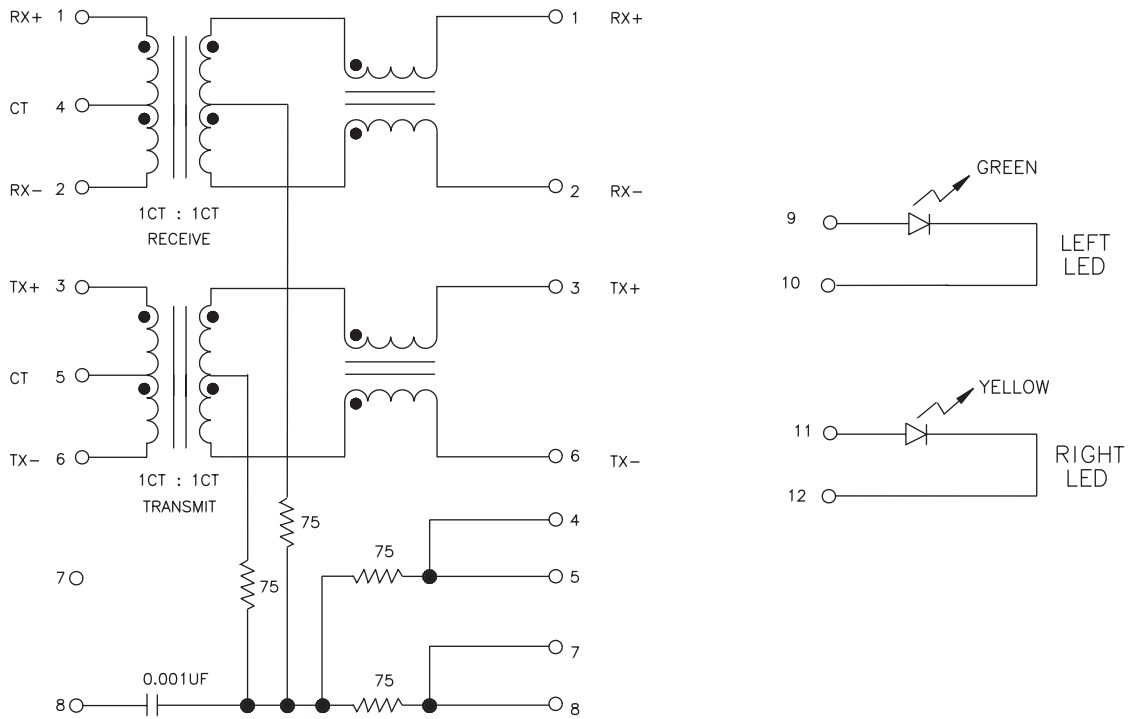 RX+ 1
1 RX+
CT 4
RX− 2
2 RX−
1CT : 1CT
RECEIVE
TX+ 3
3 TX+
CT 5
TX− 6
6 TX−
1CT : 1CT
TRANSMIT
75
4
75
5
7
75
7
0.001UF
75
8
8
GREEN
9
LEFT
LED
10
YELLOW
11
RIGHT
LED
12